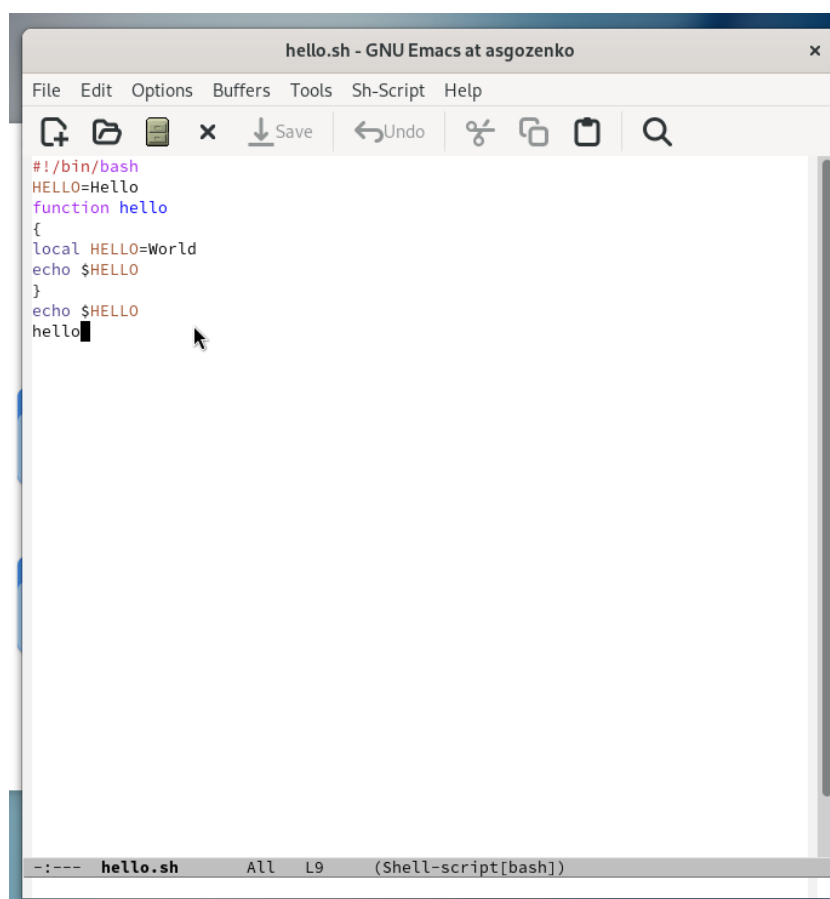 hello.sh - GNU Emacs at asgozenko
File Edit Options Buffers Tools Sh-Script Help
Save Undo
#!/bin/bash
HELLO=Hello
function hello
{
local HELLO=World
echo $HELLO
}
echo $HELLO
hello
-:--- hello.sh All L9 (Shell-script[bash])